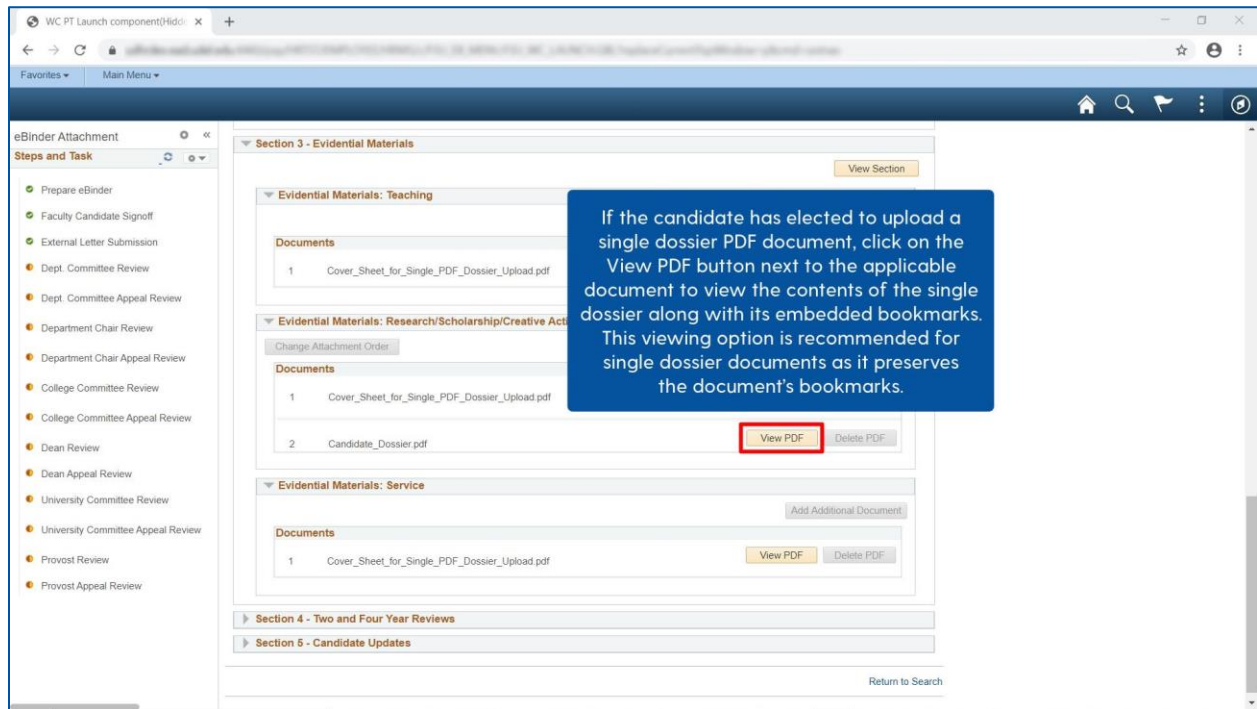 WC PT Launch component(Hidde
Favorites
Main Menu
eBinder Attachment
Steps and Task
Prepare eBinder
Faculty Candidate Signoff
External Letter Submission
Dept. Committee Review
Dept. Committee Appeal Review
Department Chair Review
Department Chair Appeal Review
College Committee Review
College Committee Appeal Review
Dean Review
Dean Appeal Review
University Committee Review
University Committee Appeal Review
Provost Review
Provost Appeal Review
Section 3 - Evidential Materials
View Section
Evidential Materials: Teaching
Documents
1 Cover_Sheet_for_Single_PDF_Dossier_Upload.pdf
If the candidate has elected to upload a
single dossier PDF document, click on the
View PDF button next to the applicable
document to view the contents of the single
dossier along with its embedded bookmarks.
This viewing option is recommended for
single dossier documents as it preserves
the document's bookmarks.
Evidential Materials: Research/Scholarship/Creative Acti
Change Attachment Order
Documents
1 Cover_Sheet_for_Single_PDF_Dossier_Upload.pdf
2 Candidate_Dossier.pdf View PDF Delete PDF
Evidential Materials: Service
Add Additional Document
Documents
1 Cover_Sheet_for_Single_PDF_Dossier_Upload.pdf View PDF Delete PDF
Section 4 - Two and Four Year Reviews
Section 5 - Candidate Updates
Return to Search